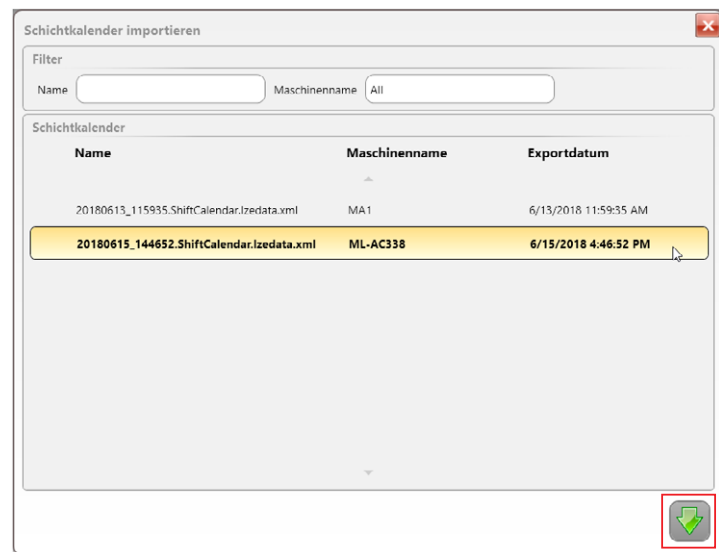 Schichtkalender importieren
Filter
Name Maschinenname All
Schichtkalender
Name Maschinenname Exportdatum
20180613_115935.ShiftCalendar.lzedata.xml MA1 6/13/2018 11:59:35 AM
20180615_144652.ShiftCalendar.lzedata.xml ML-AC338 6/15/2018 4:46:52 PM